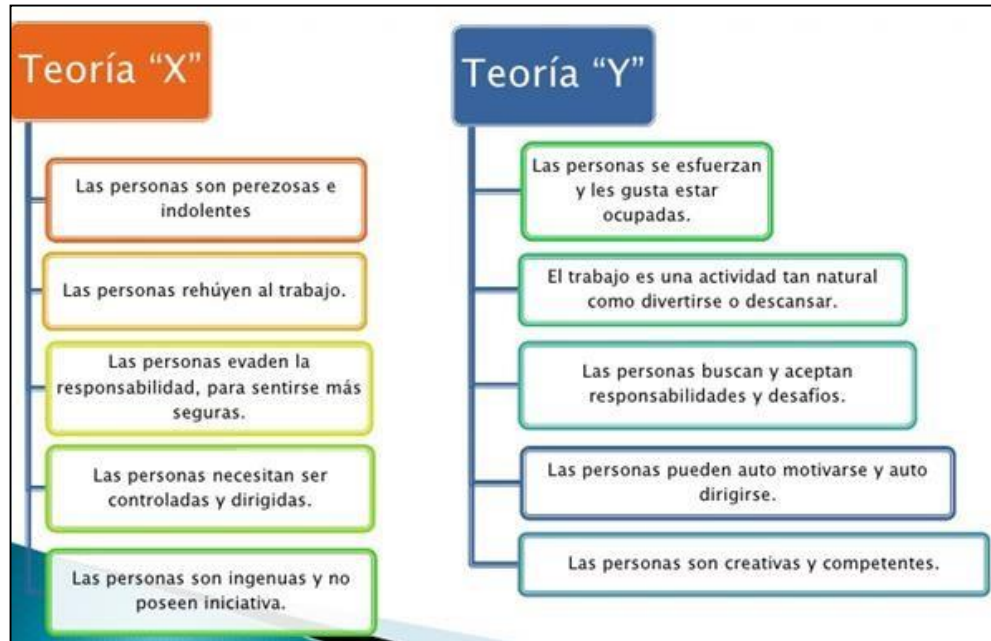 Teoría “X”
Las personas son perezosas e
indolentes
Las personas rehúyen al trabajo.
Las personas evaden la
responsabilidad, para sentirse más
seguras.
Las personas necesitan ser
controladas y dirigidas.
Las personas son ingenuas y no
poseen iniciativa.
Teoría “Y”
Las personas se esfuerzan
y les gusta estar
ocupadas.
El trabajo es una actividad tan natural
como divertirse o descansar.
Las personas buscan y aceptan
responsabilidades y desafíos.
Las personas pueden auto motivarse y auto
dirigirse.
Las personas son creativas y competentes.